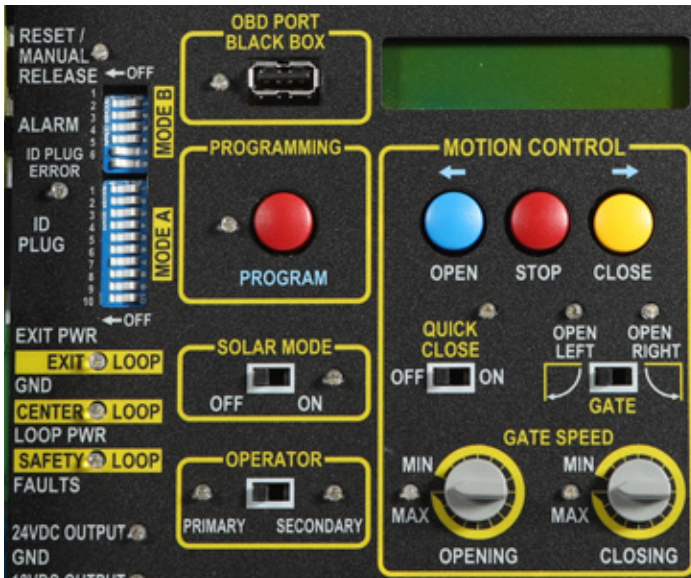 RESET /
MANUAL
RELEASE
←OFF
1
2
3
4
5
6
MODE B
ALARM
ID PLUG
ERROR
ID
PLUG
1
2
3
4
5
6
7
8
9
10
MODE A
←OFF
EXIT PWR
EXIT LOOP
GND
CENTER LOOP
LOOP PWR
SAFETY LOOP
FAULTS
24VDC OUTPUT
GND
12VDC OUTPUT
OBD PORT
BLACK BOX
PROGRAMMING
PROGRAM
SOLAR MODE
OFF ON
OPERATOR
PRIMARY SECONDARY
MOTION CONTROL
← →
OPEN STOP CLOSE
QUICK
CLOSE
OFF ON
OPEN
LEFT
OPEN
RIGHT
GATE
GATE SPEED
MIN
MAX
OPENING
MIN
MAX
CLOSING